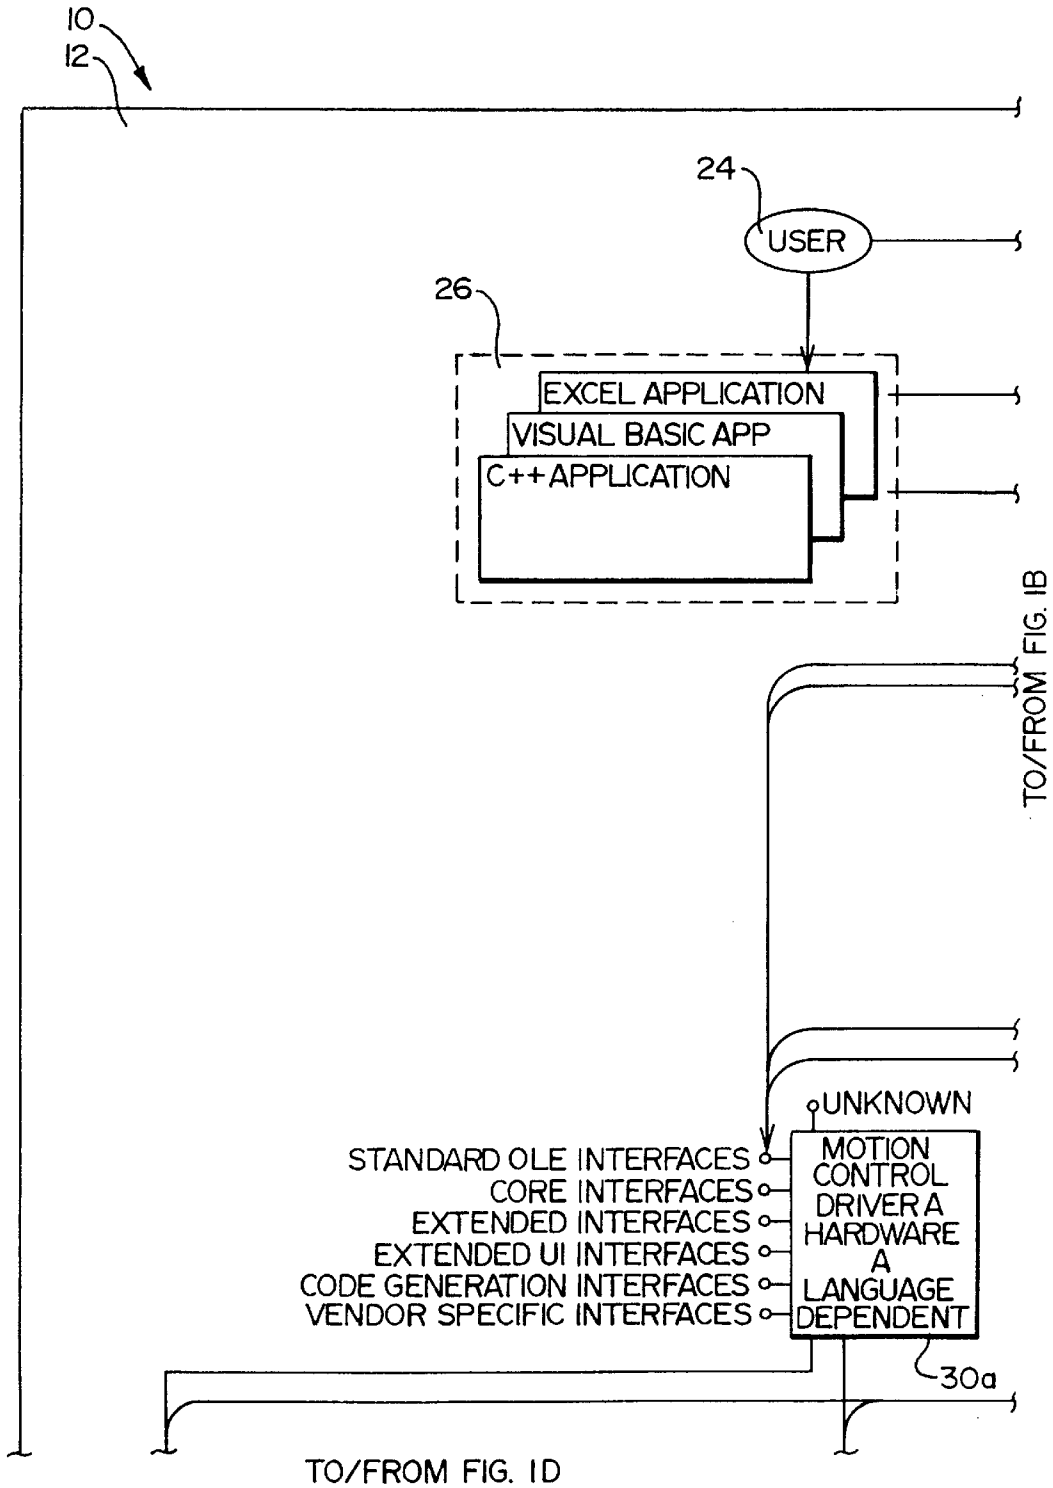 10
12
24
USER
26
EXCEL APPLICATION
VISUAL BASIC APP
C++ APPLICATION
TO/FROM FIG. 1B
UNKNOWN
STANDARD OLE INTERFACES
CORE INTERFACES
EXTENDED INTERFACES
EXTENDED UI INTERFACES
CODE GENERATION INTERFACES
VENDOR SPECIFIC INTERFACES
MOTION
CONTROL
DRIVER A
HARDWARE
A
LANGUAGE
DEPENDENT
30a
TO/FROM FIG. 1D